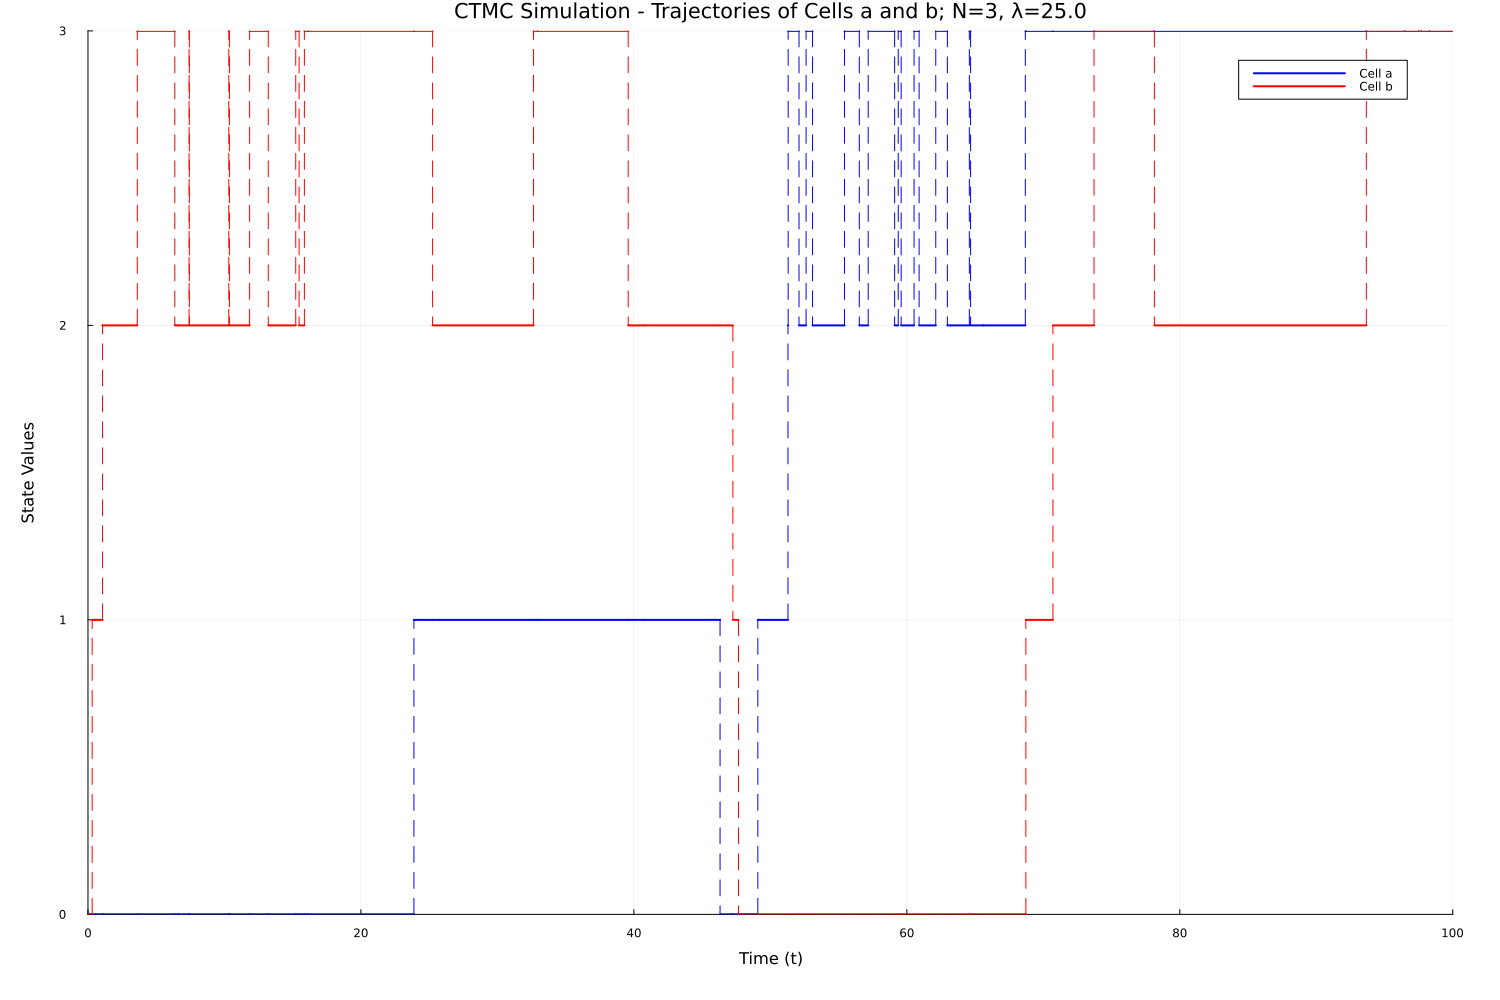 CTMC Simulation - Trajectories of Cells a and b; N=3, λ=25.0
3
Cell a
Cell b
2
State Values
1
0
0 20 40 60 80 100
Time (t)